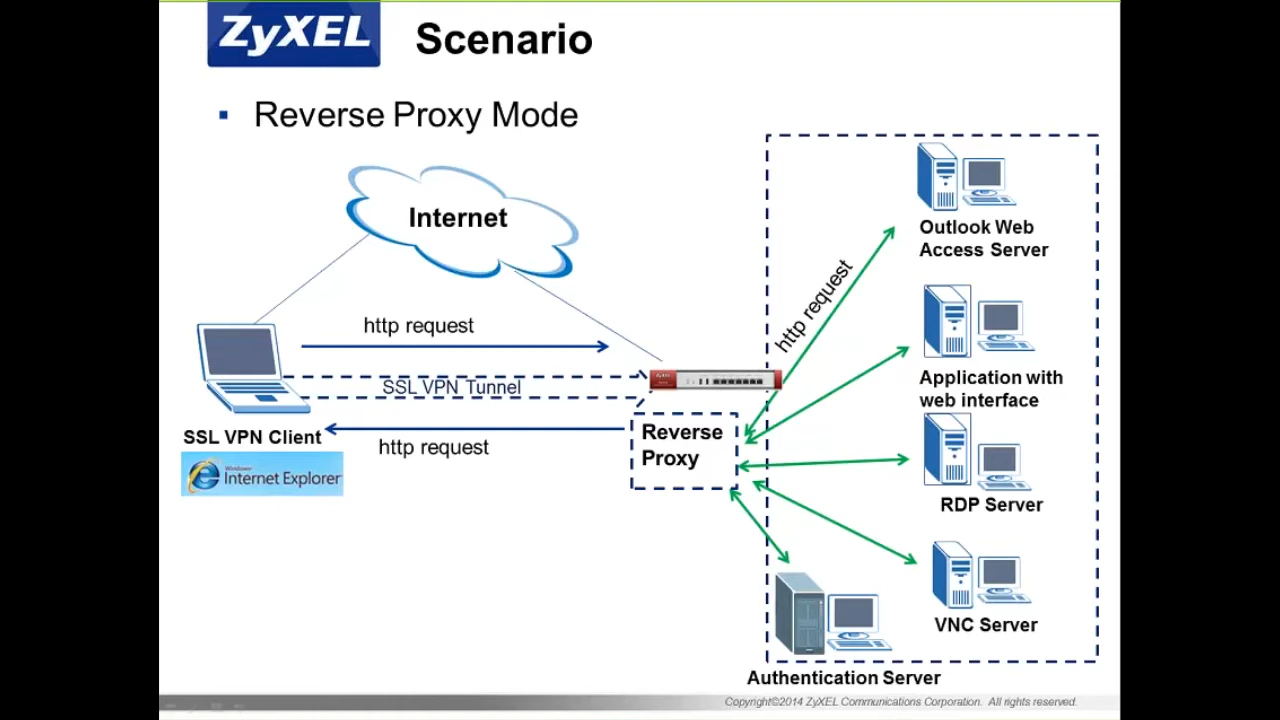 ZyXEL
Scenario
▪ Reverse Proxy Mode
Internet
Outlook Web
Access Server
http request
http request
Application with
web interface
SSL VPN Tunnel
SSL VPN Client
http request
Reverse
Proxy
Windows
Internet Explorer
RDP Server
VNC Server
Authentication Server
Copyright©2014 ZyXEL Communications Corporation. All rights reserved.